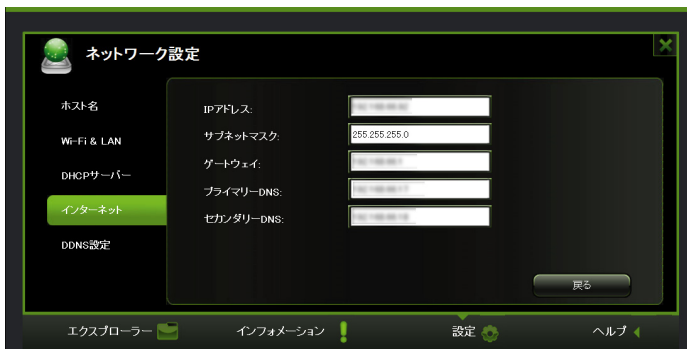 ネットワーク設定
ホスト名
Wi-Fi & LAN
DHCPサーバー
インターネット
DDNS設定
IPアドレス:
サブネットマスク: 255.255.255.0
ゲートウェイ:
プライマリーDNS:
セカンダリーDNS:
戻る
エクスプローラー インフォメーション 設定 ヘルプ